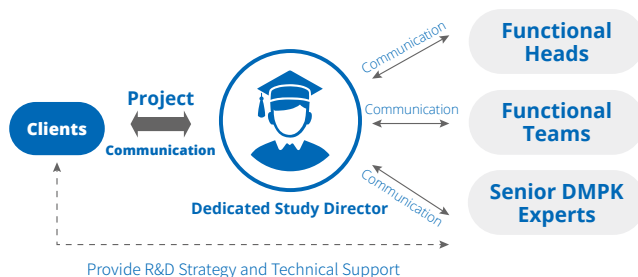 Clients
Project
Communication
Dedicated Study Director
Communication
Functional
Heads
Communication
Functional
Teams
Communication
Senior DMPK
Experts
Provide R&D Strategy and Technical Support